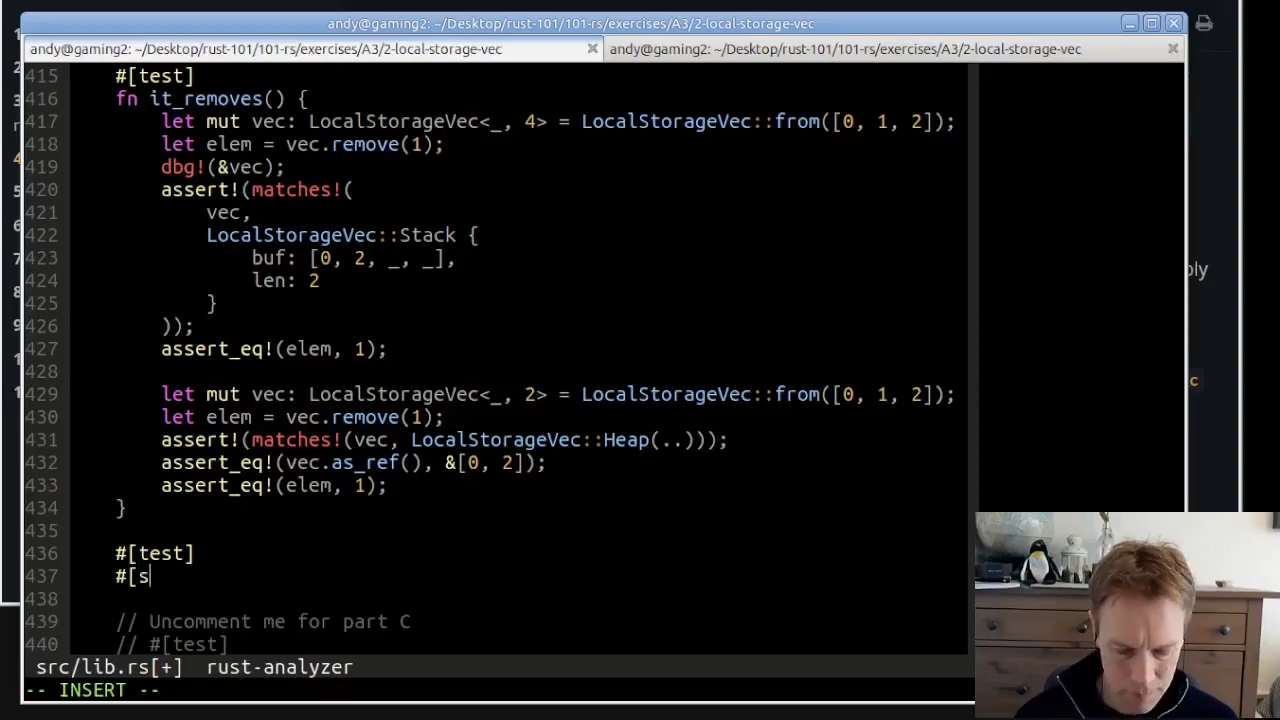 andy@gaming2: ~/Desktop/rust-101/101-rs/exercises/A3/2-local-storage-vec
andy@gaming2: ~/Desktop/rust-101/101-rs/exercises/A3/2-local-storage-vec
andy@gaming2: ~/Desktop/rust-101/101-rs/exercises/A3/2-local-storage-vec
415     #[test]
416     fn it_removes() {
417         let mut vec: LocalStorageVec<_, 4> = LocalStorageVec::from([0, 1, 2]);
418         let elem = vec.remove(1);
419         dbg!(&vec);
420         assert!(matches!(
421             vec,
422             LocalStorageVec::Stack {
423                 buf: [0, 2, _, _],
424                 len: 2
425             }
426         ));
427         assert_eq!(elem, 1);
428
429         let mut vec: LocalStorageVec<_, 2> = LocalStorageVec::from([0, 1, 2]);
430         let elem = vec.remove(1);
431         assert!(matches!(vec, LocalStorageVec::Heap(..)));
432         assert_eq!(vec.as_ref(), &[0, 2]);
433         assert_eq!(elem, 1);
434     }
435
436     #[test]
437     #[s
438
439     // Uncomment me for part C
440     // #[test]
src/lib.rs[+]  rust-analyzer
-- INSERT --